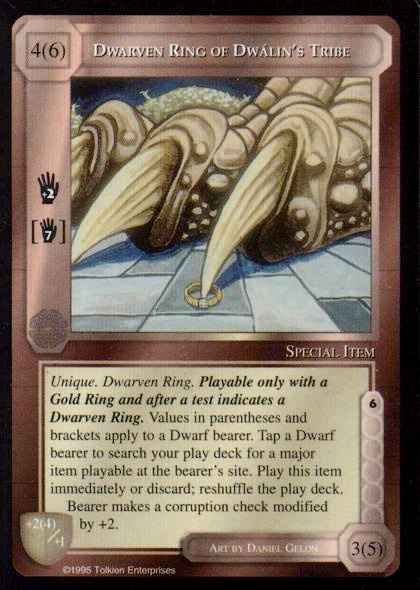 4(6)
Dwarven Ring of Dwálin's Tribe
+2
[7]
Special Item
Unique. Dwarven Ring. Playable only with a
Gold Ring and after a test indicates a
Dwarven Ring. Values in parentheses and
brackets apply to a Dwarf bearer. Tap a Dwarf
bearer to search your play deck for a major
item playable at the bearer's site. Play this item
immediately or discard; reshuffle the play deck.
Bearer makes a corruption check modified
by +2.
6
+2(4)
/+1
Art by Daniel Gelon
3(5)
©1995 Tolkien Enterprises